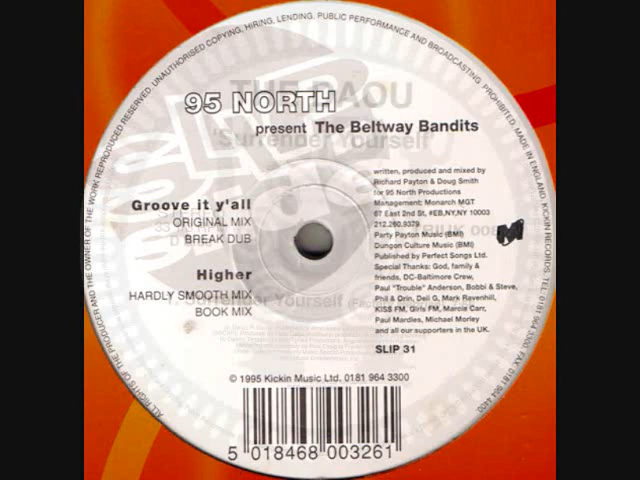 ALL RIGHTS OF THE PRODUCER AND THE OWNER OF THE WORK REPRODUCED RESERVED. UNAUTHORISED COPYING, HIRING, LENDING, PUBLIC PERFORMANCE AND BROADCASTING PROHIBITED. MADE IN ENGLAND. KICKIN RECORDS, TEL 0181 964 3300, FAX 0181 964 4400
95 NORTH
present The Beltway Bandits
'Surrender Yourself'
Groove it y'all
ORIGINAL MIX
BREAK DUB
Higher
HARDLY SMOOTH MIX
BOOK MIX
1. Surrender Yourself
written, produced and mixed by
Richard Payton & Doug Smith
for 95 North Productions
Management: Monarch MGT
67 East 2nd St, #EB,NY,NY 10003
212.260.9379
Party Payton Music (BMI)
Dungon Culture Music (BMI)
Published by Perfect Songs Ltd.
Special Thanks: God, family &
friends, DC-Baltimore Crew,
Paul "Trouble" Anderson, Bobbi & Steve,
Phil & Orin, Deli G, Mark Ravenhill,
KISS FM, Girls FM, Marcia Carr,
Paul Mardles, Michael Morley
and all our supporters in the UK.
SLIP 31
© 1995 Kickin Music Ltd. 0181 964 3300
5 018468 003261